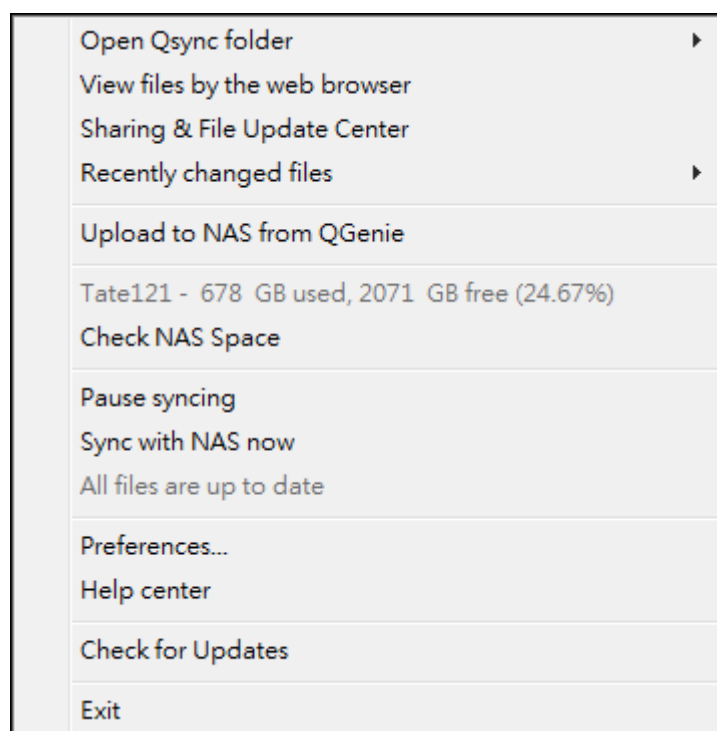 Open Qsync folder
View files by the web browser
Sharing & File Update Center
Recently changed files
Upload to NAS from QGenie
Tate121 - 678 GB used, 2071 GB free (24.67%)
Check NAS Space
Pause syncing
Sync with NAS now
All files are up to date
Preferences...
Help center
Check for Updates
Exit